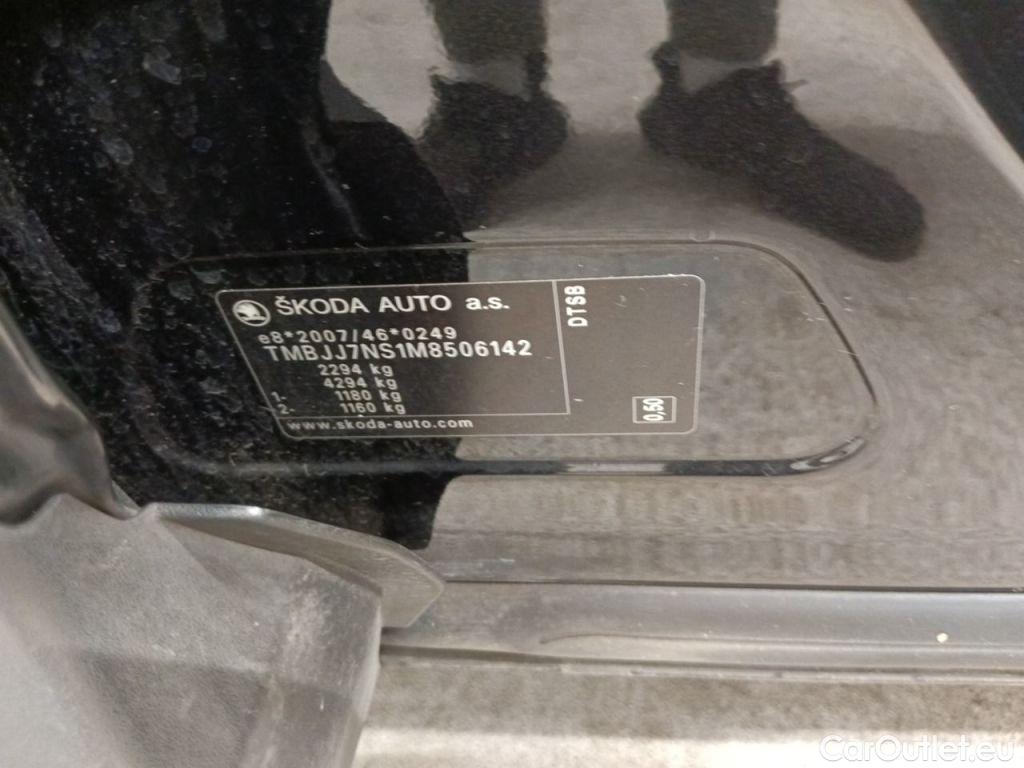 ŠKODA AUTO a.s.
e8*2007/46*0249
TMBJJ7NS1M8506142
2294 kg
4294 kg
1- 1180 kg
2- 1160 kg
www.skoda-auto.com
DTSB
0,50
CarOutlet.eu